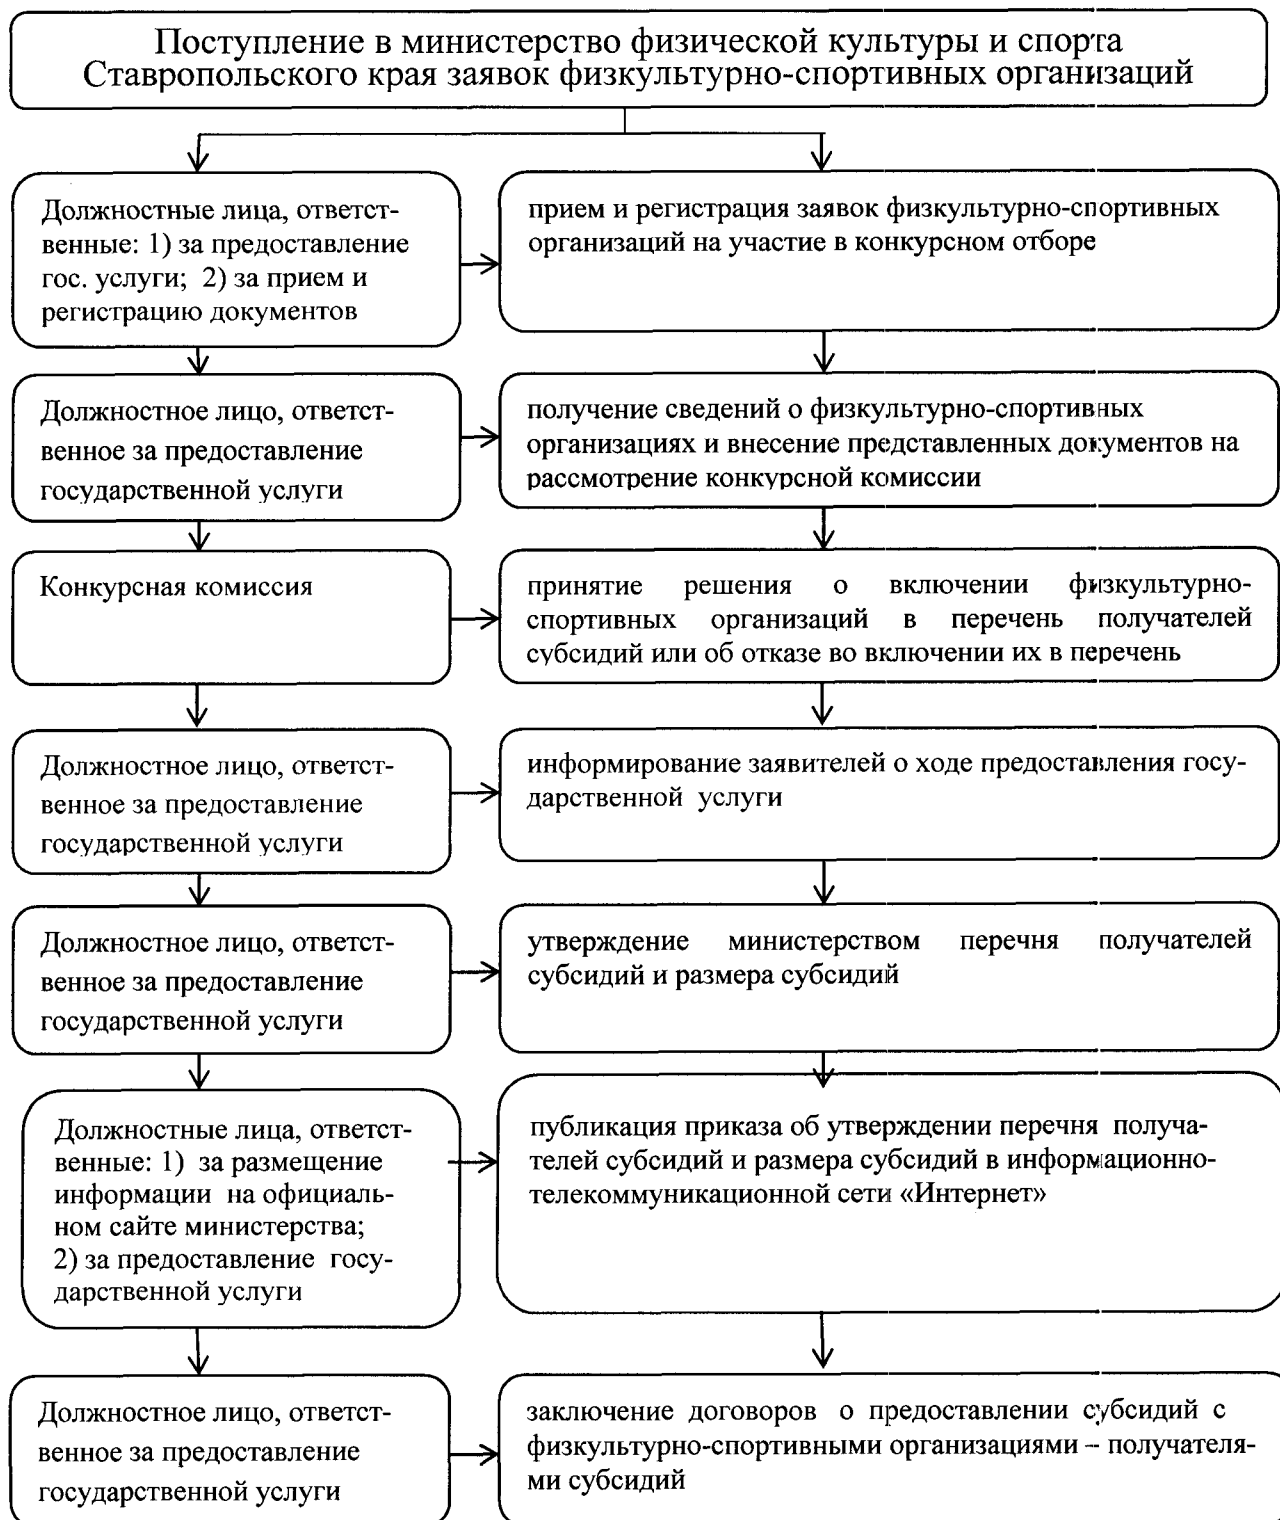 Поступление в министерство физической культуры и спорта
Ставропольского края заявок физкультурно-спортивных организаций
Должностные лица, ответст-
венные: 1) за предоставление
гос. услуги; 2) за прием и
регистрацию документов
прием и регистрация заявок физкультурно-спортивных
организаций на участие в конкурсном отборе
Должностное лицо, ответст-
венное за предоставление
государственной услуги
получение сведений о физкультурно-спортивных
организациях и внесение представленных документов на
рассмотрение конкурсной комиссии
Конкурсная комиссия
принятие решения о включении физкультурно-
спортивных организаций в перечень получателей
субсидий или об отказе во включении их в перечень
Должностное лицо, ответст-
венное за предоставление
государственной услуги
информирование заявителей о ходе предоставления госу-
дарственной услуги
Должностное лицо, ответст-
венное за предоставление
государственной услуги
утверждение министерством перечня получателей
субсидий и размера субсидий
Должностные лица, ответст-
венные: 1) за размещение
информации на официаль-
ном сайте министерства;
2) за предоставление госу-
дарственной услуги
публикация приказа об утверждении перечня получа-
телей субсидий и размера субсидий в информационно-
телекоммуникационной сети «Интернет»
Должностное лицо, ответст-
венное за предоставление
государственной услуги
заключение договоров о предоставлении субсидий с
физкультурно-спортивными организациями – получателя-
ми субсидий